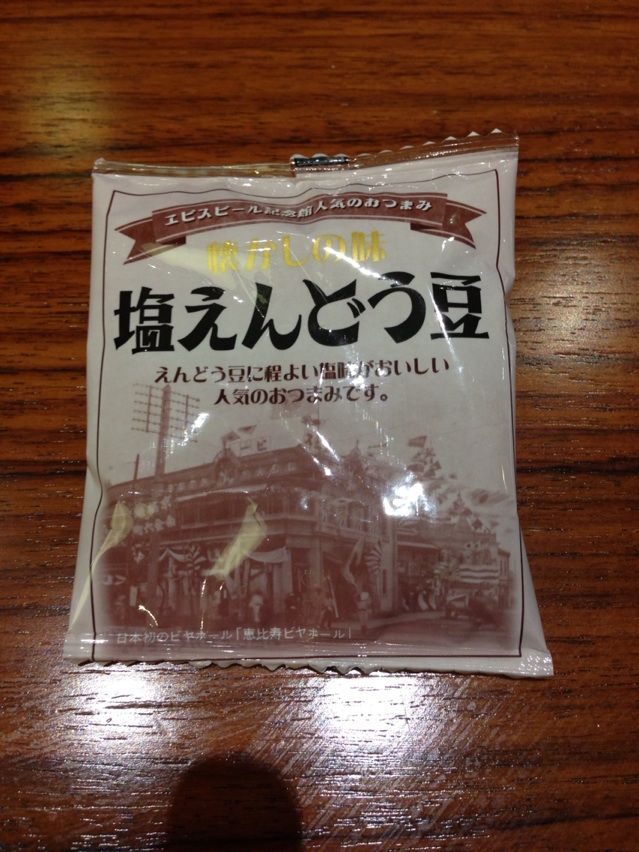 エビスビール記念館人気のおつまみ
懐かしの味
塩えんどう豆
えんどう豆に程よい塩味がおいしい
人気のおつまみです。
日本初のビヤホール「恵比寿ビヤホール」